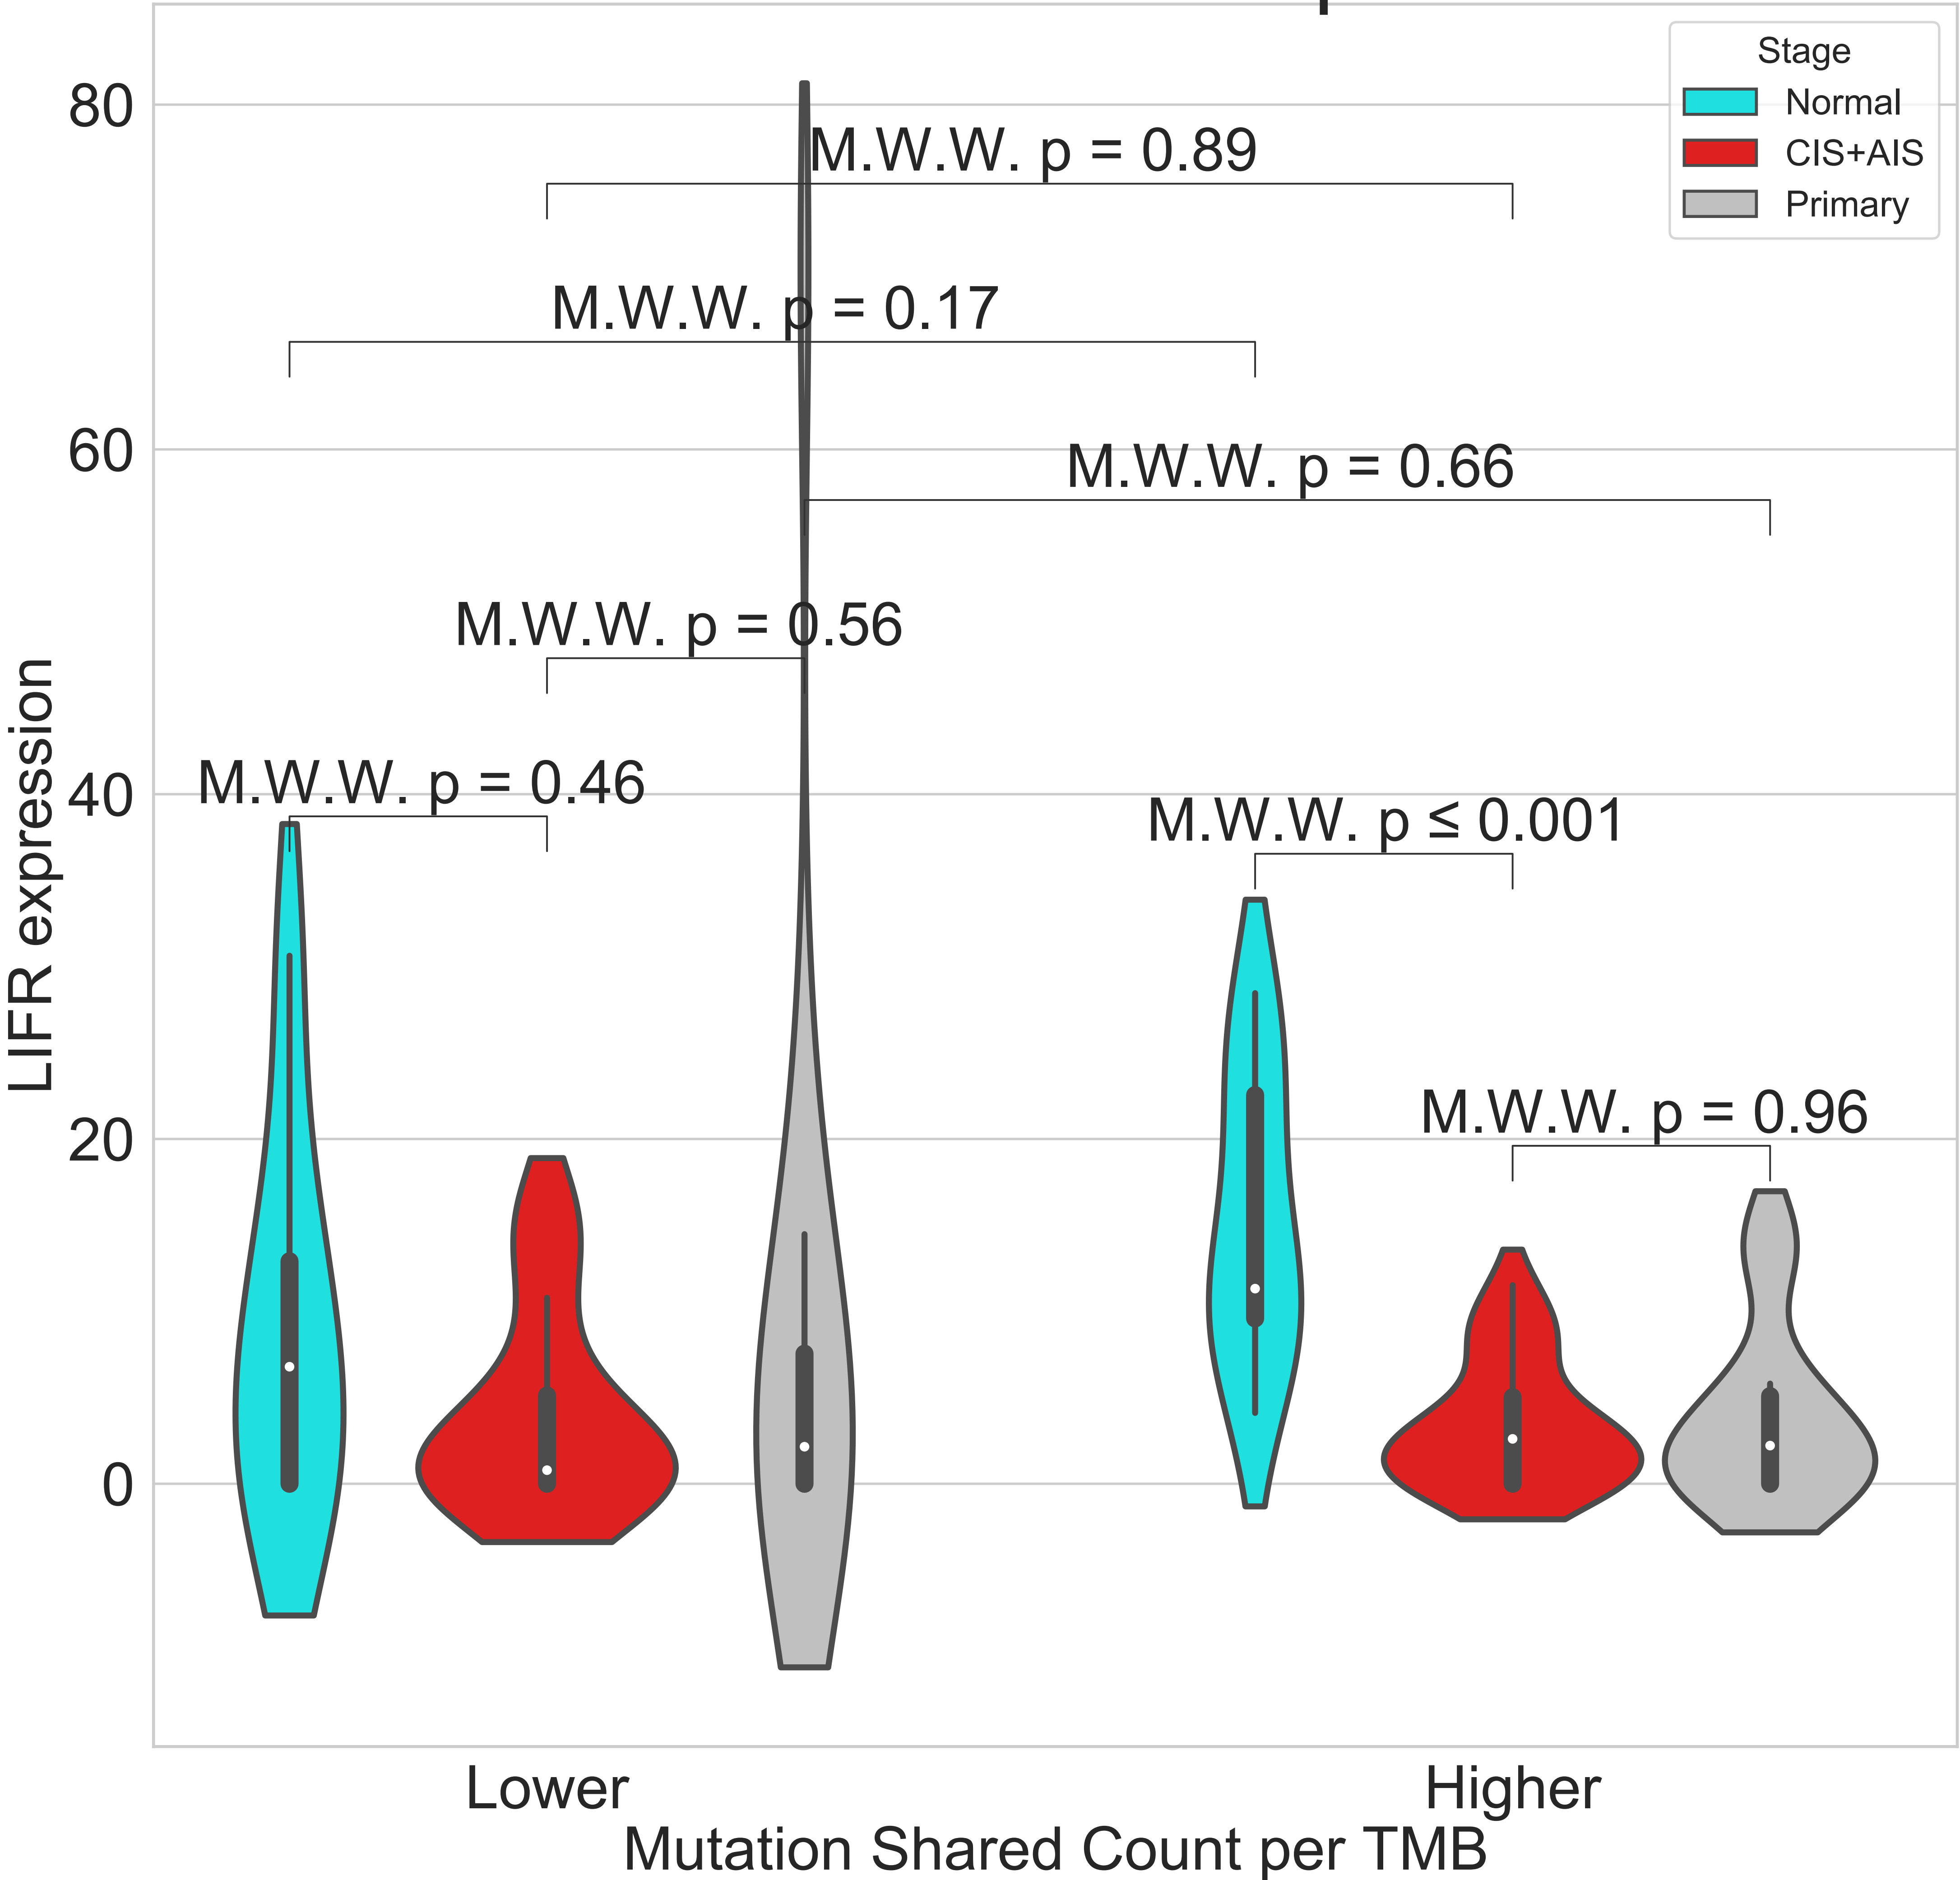 Stage
Normal
CIS+AIS
Primary
80
60
40
20
0
LIFR expression
M.W.W. p = 0.89
M.W.W. p = 0.17
M.W.W. p = 0.66
M.W.W. p = 0.56
M.W.W. p = 0.46
M.W.W. p ≤ 0.001
M.W.W. p = 0.96
Lower
Higher
Mutation Shared Count per TMB